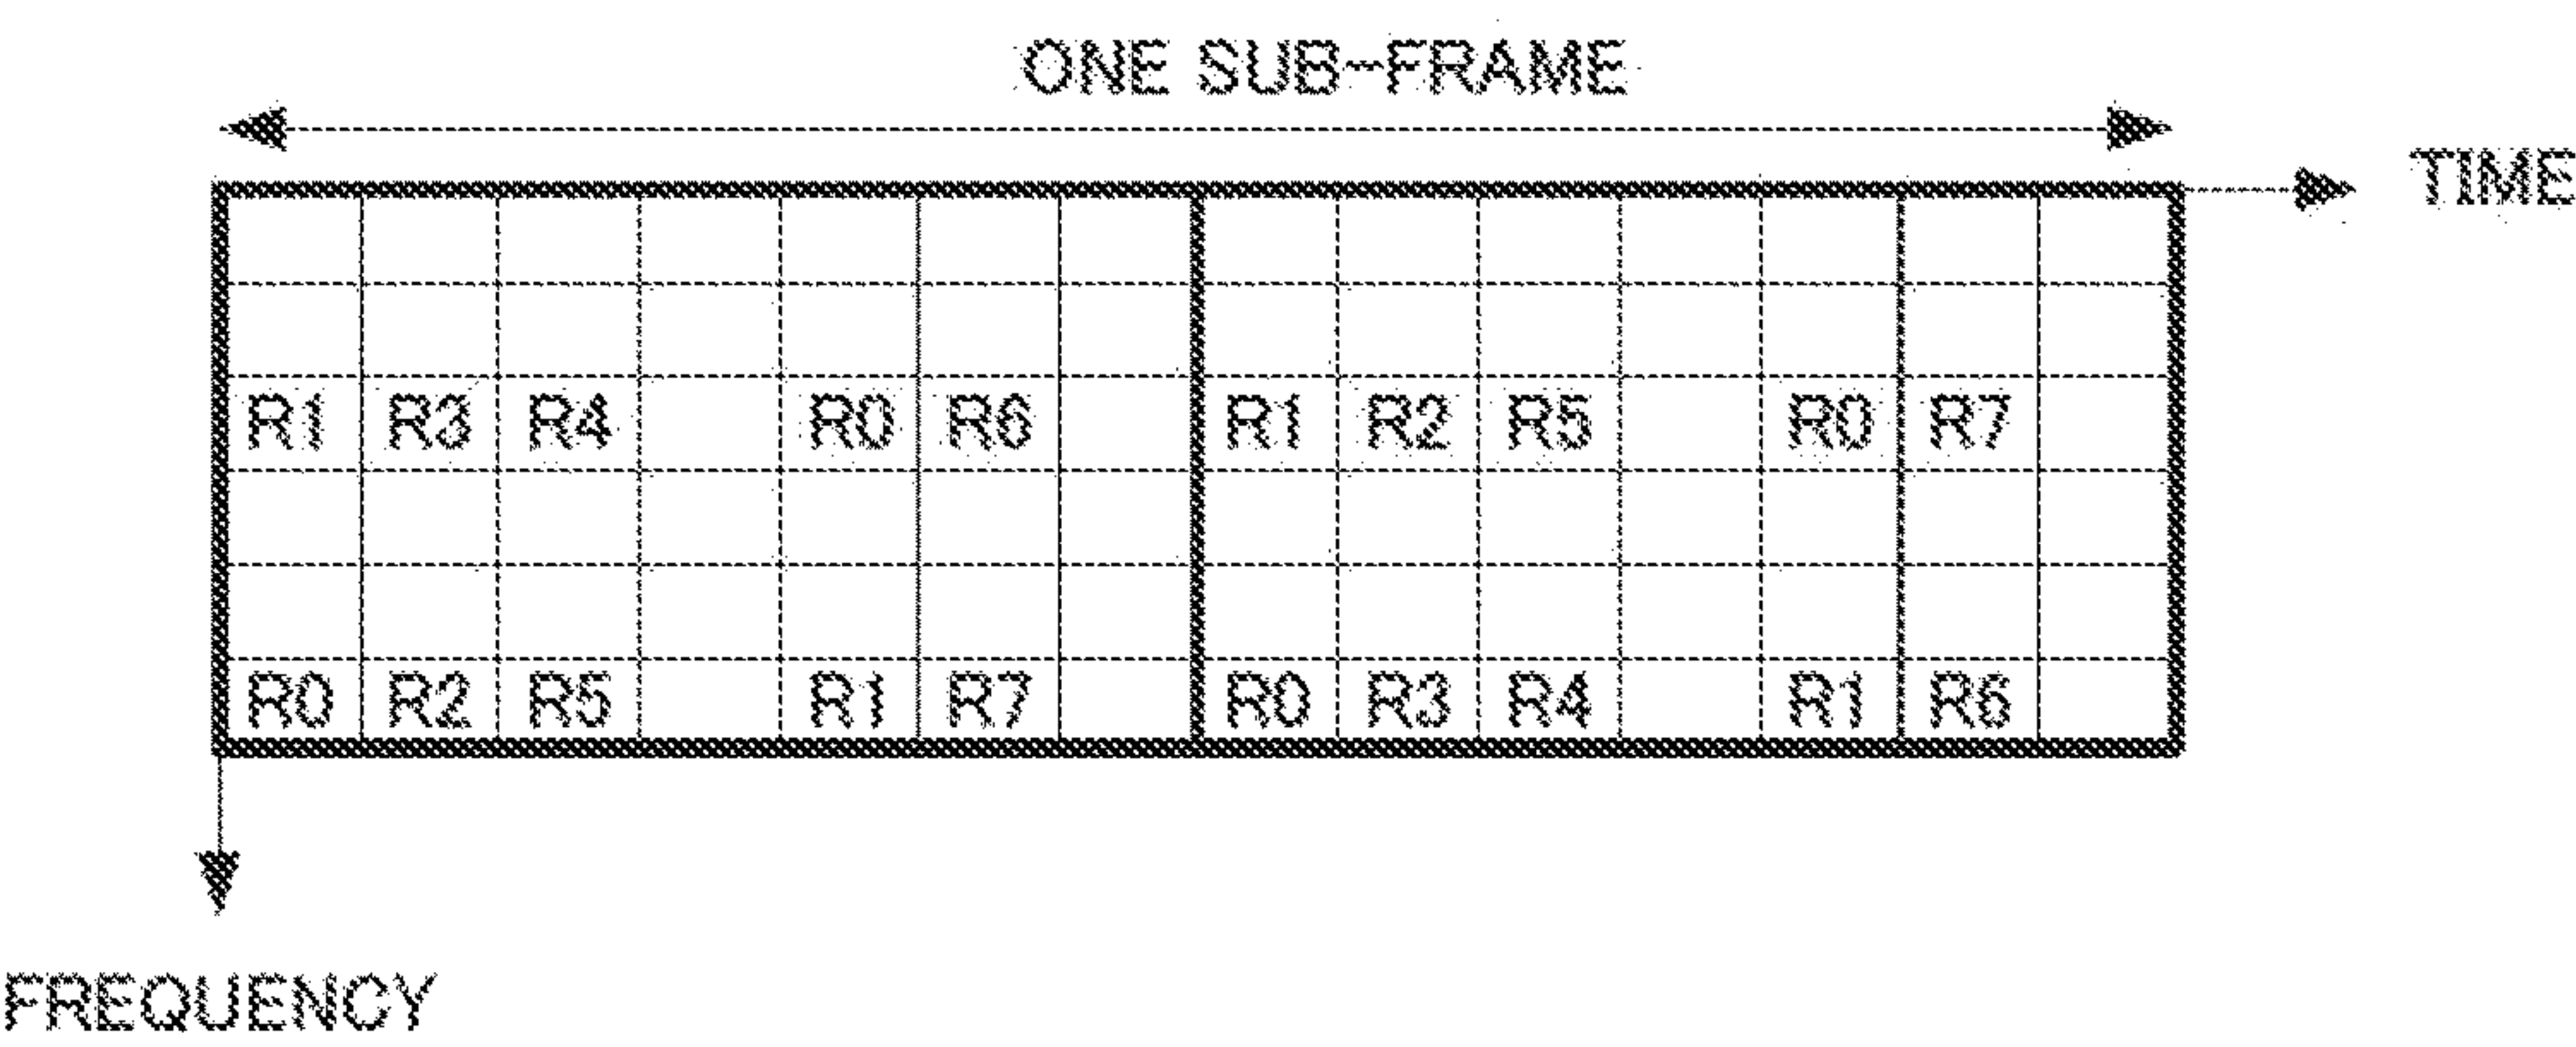 ONE SUB-FRAME
TIME
R1 R3 R4 R0 R6 R1 R2 R5 R0 R7
R0 R2 R5 R1 R7 R0 R3 R4 R1 R6
FREQUENCY